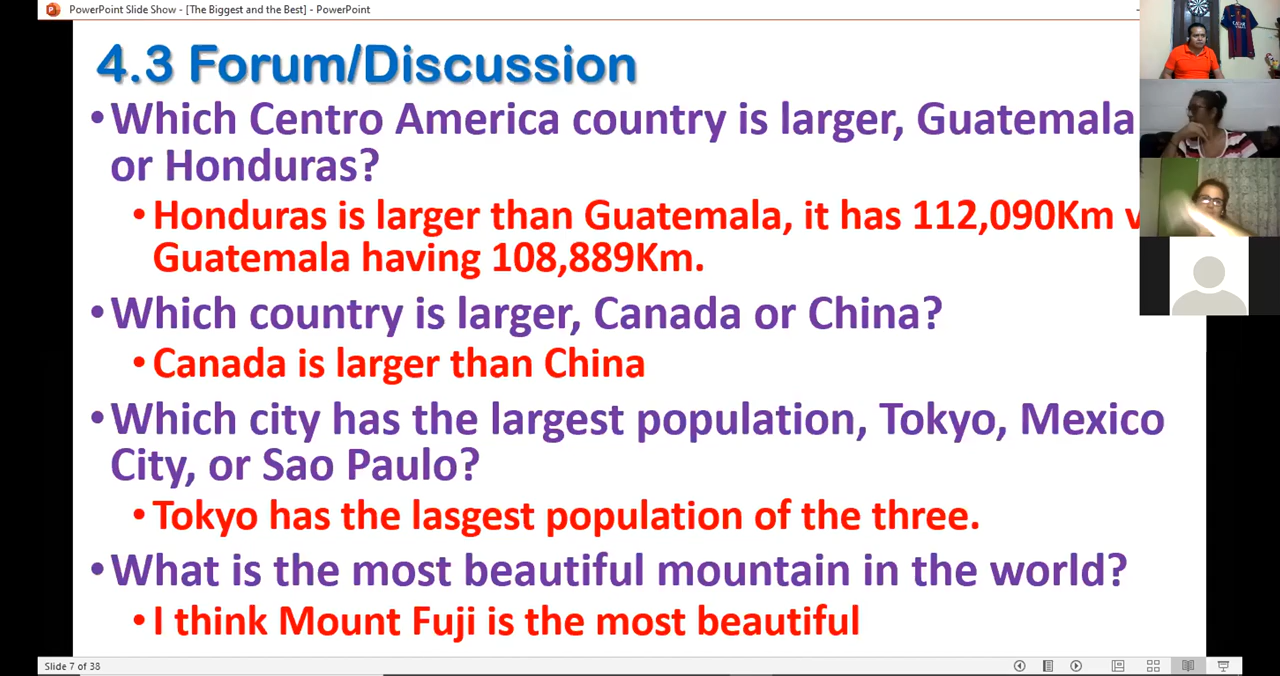 PowerPoint Slide Show - [The Biggest and the Best] - PowerPoint
4.3 Forum/Discussion
• Which Centro America country is larger, Guatemala
or Honduras?
• Honduras is larger than Guatemala, it has 112,090Km
Guatemala having 108,889Km.
• Which country is larger, Canada or China?
• Canada is larger than China
• Which city has the largest population, Tokyo, Mexico
City, or Sao Paulo?
• Tokyo has the lasgest population of the three.
• What is the most beautiful mountain in the world?
• I think Mount Fuji is the most beautiful
Slide 7 of 38